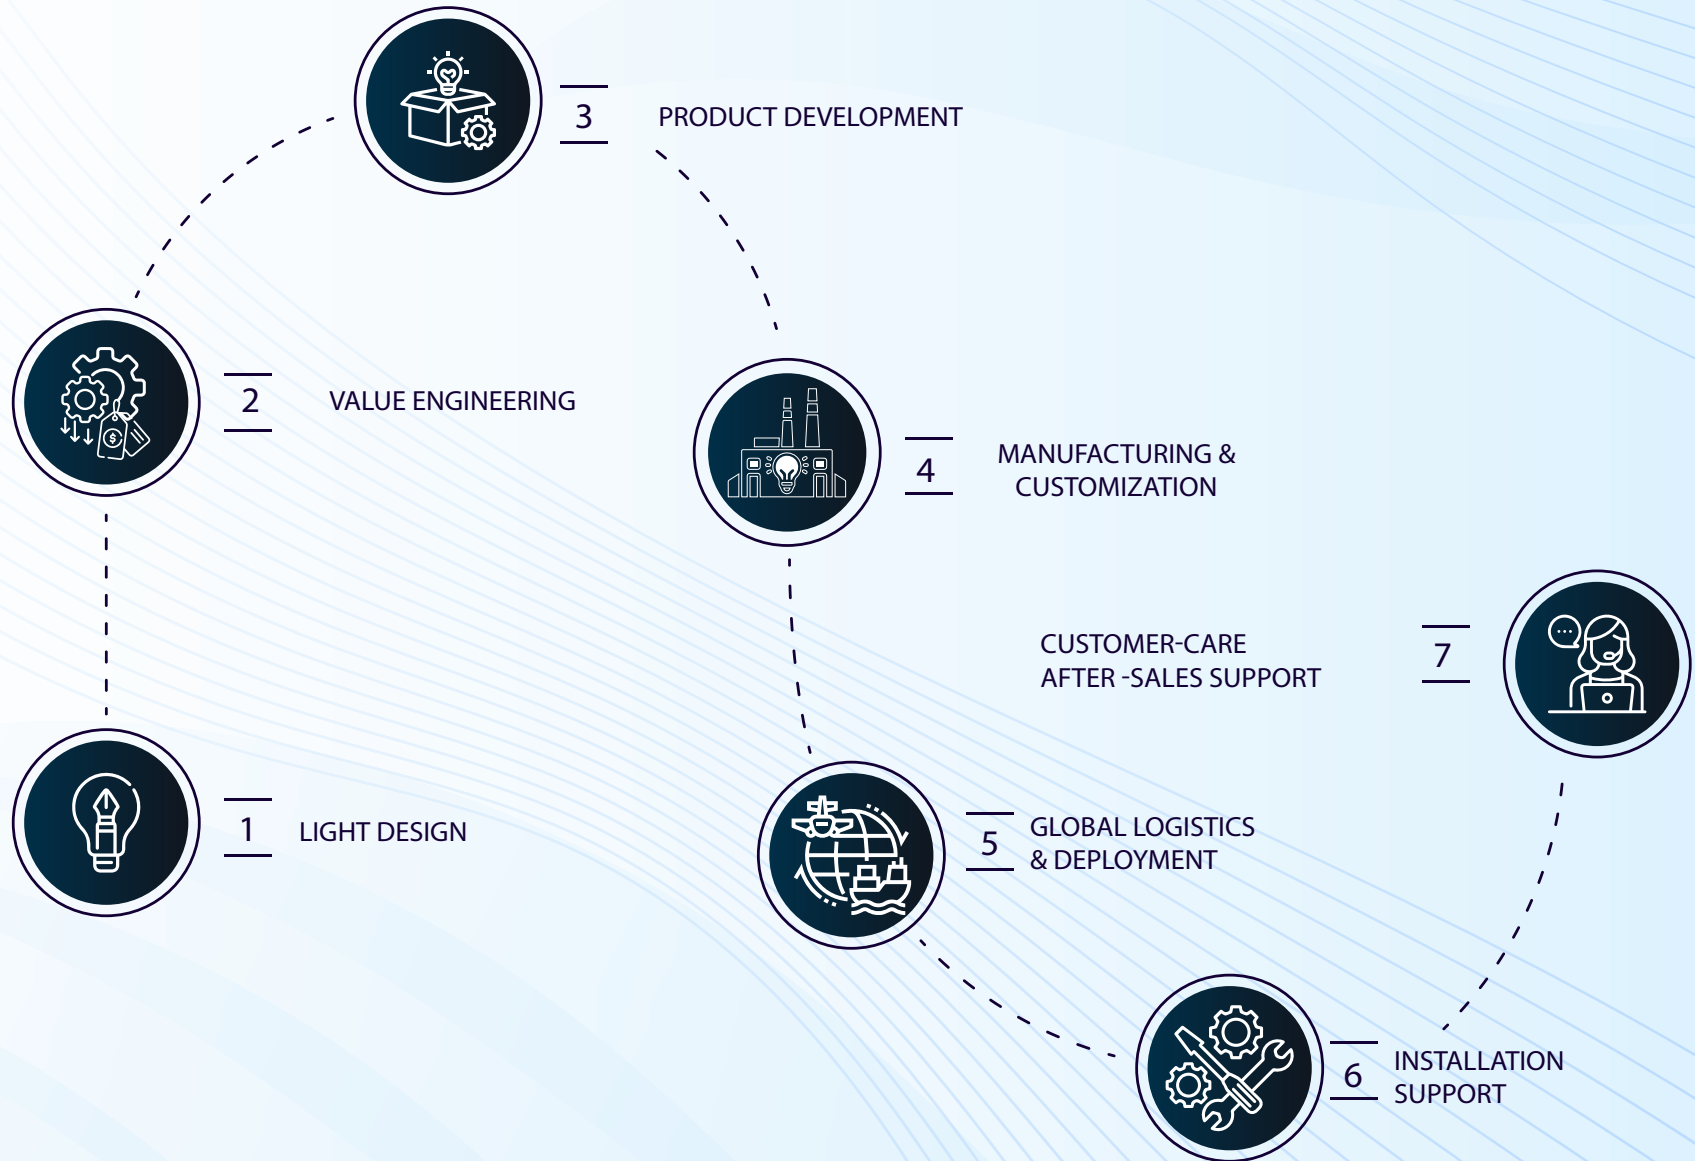 1
LIGHT DESIGN
2
VALUE ENGINEERING
3
PRODUCT DEVELOPMENT
4
MANUFACTURING &
CUSTOMIZATION
5
GLOBAL LOGISTICS
& DEPLOYMENT
6
INSTALLATION
SUPPORT
7
CUSTOMER-CARE
AFTER -SALES SUPPORT
$